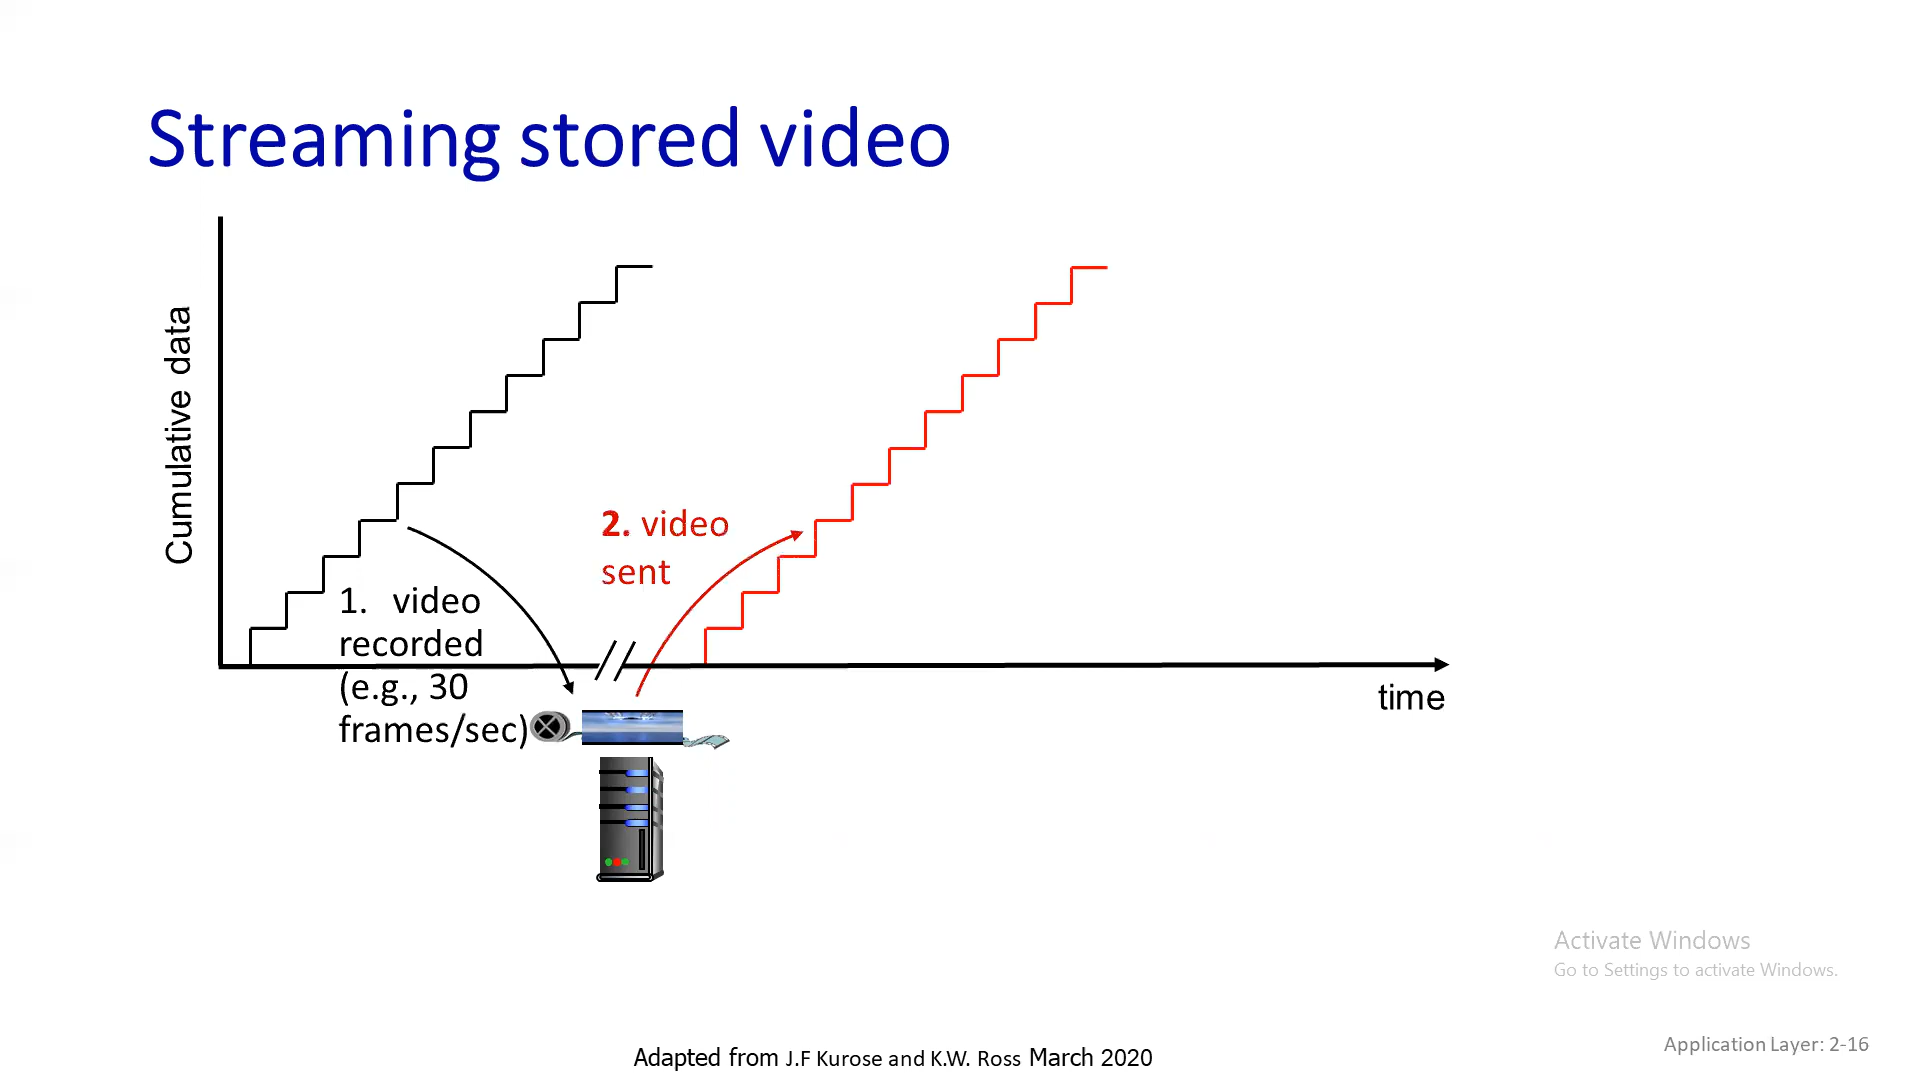 Streaming stored video
Cumulative data
1. video
recorded
(e.g., 30
frames/sec)
2. video
sent
time
Activate Windows
Go to Settings to activate Windows.
Adapted from J.F Kurose and K.W. Ross March 2020
Application Layer: 2-16